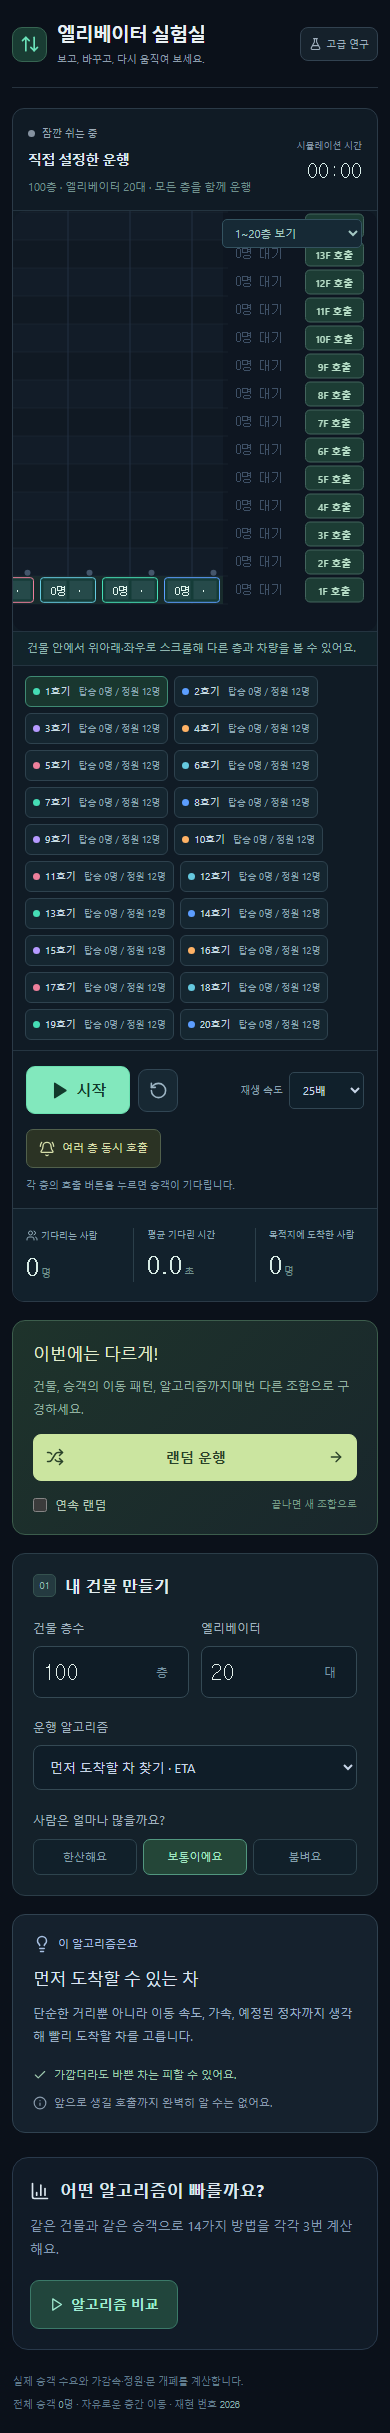 엘리베이터 실험실
보고, 바꾸고, 다시 움직여 보세요.
고급 연구
잠깐 쉬는 중
직접 설정한 운행
100층 · 엘리베이터 20대 · 모든 층을 함께 운행
시뮬레이션 시간
00:00
1~20층 보기
0명 대기 13F 호출
0명 대기 12F 호출
0명 대기 11F 호출
0명 대기 10F 호출
0명 대기 9F 호출
0명 대기 8F 호출
0명 대기 7F 호출
0명 대기 6F 호출
0명 대기 5F 호출
0명 대기 4F 호출
0명 대기 3F 호출
0명 대기 2F 호출
· 0명 · 0명 · 0명 · 0명 대기 1F 호출
건물 안에서 위아래·좌우로 스크롤해 다른 층과 차량을 볼 수 있어요.
1호기 탑승 0명 / 정원 12명 2호기 탑승 0명 / 정원 12명
3호기 탑승 0명 / 정원 12명 4호기 탑승 0명 / 정원 12명
5호기 탑승 0명 / 정원 12명 6호기 탑승 0명 / 정원 12명
7호기 탑승 0명 / 정원 12명 8호기 탑승 0명 / 정원 12명
9호기 탑승 0명 / 정원 12명 10호기 탑승 0명 / 정원 12명
11호기 탑승 0명 / 정원 12명 12호기 탑승 0명 / 정원 12명
13호기 탑승 0명 / 정원 12명 14호기 탑승 0명 / 정원 12명
15호기 탑승 0명 / 정원 12명 16호기 탑승 0명 / 정원 12명
17호기 탑승 0명 / 정원 12명 18호기 탑승 0명 / 정원 12명
19호기 탑승 0명 / 정원 12명 20호기 탑승 0명 / 정원 12명
시작 재생 속도 25배
여러 층 동시 호출
각 층의 호출 버튼을 누르면 승객이 기다립니다.
기다리는 사람 평균 기다린 시간 목적지에 도착한 사람
0명 0.0초 0명
이번에는 다르게!
건물, 승객의 이동 패턴, 알고리즘까지매번 다른 조합으로 구
경하세요.
랜덤 운행
연속 랜덤 끝나면 새 조합으로
01 내 건물 만들기
건물 층수 엘리베이터
100 층 20 대
운행 알고리즘
먼저 도착할 차 찾기 · ETA
사람은 얼마나 많을까요?
한산해요 보통이에요 붐벼요
이 알고리즘은요
먼저 도착할 수 있는 차
단순한 거리뿐 아니라 이동 속도, 가속, 예정된 정차까지 생각
해 빨리 도착할 차를 고릅니다.
가깝더라도 바쁜 차는 피할 수 있어요.
앞으로 생길 호출까지 완벽히 알 수는 없어요.
어떤 알고리즘이 빠를까요?
같은 건물과 같은 승객으로 14가지 방법을 각각 3번 계산
해요.
알고리즘 비교
실제 승객 수요와 가감속·정원·문 개폐를 계산합니다.
전체 승객 0명 · 자유로운 층간 이동 · 재현 번호 2026